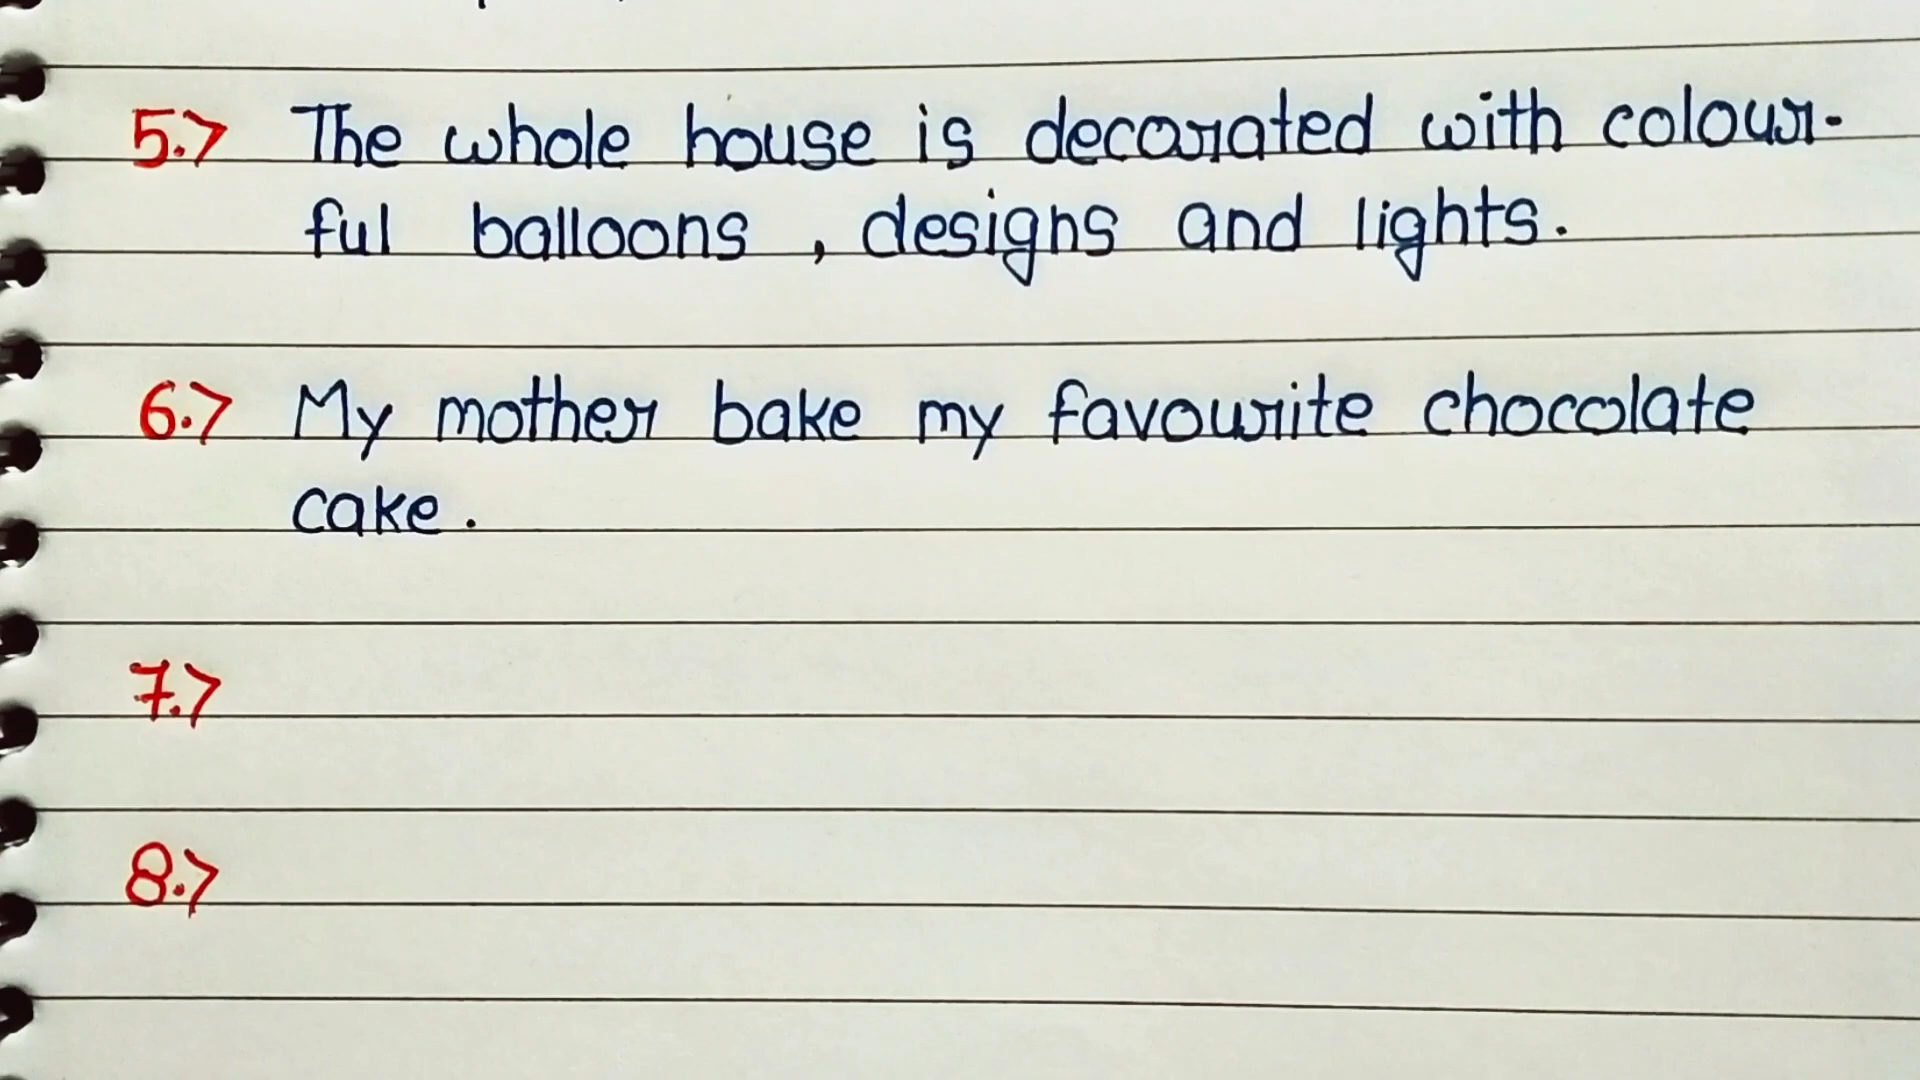 5.> The whole house is decorated with colour-
ful balloons , designs and lights.
6.> My mother bake my favourite chocolate
cake .
7.>
8.>